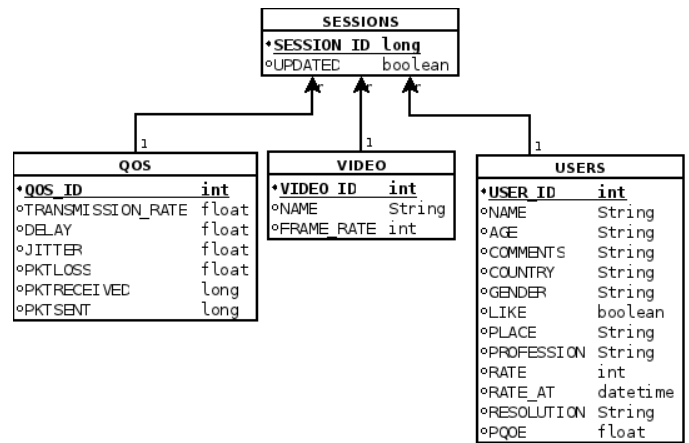 SESSIONS
SESSION_ID long
UPDATED boolean
r r r
1 1 1
QOS
QOS_ID int
TRANSMISSION_RATE float
DELAY float
JITTER float
PKTLOSS float
PKTRECEIVED long
PKTSENT long
VIDEO
VIDEO_ID int
NAME String
FRAME_RATE int
USERS
USER_ID int
NAME String
AGE String
COMMENTS String
COUNTRY String
GENDER String
LIKE boolean
PLACE String
PROFESSION String
RATE int
RATE_AT datetime
RESOLUTION String
PQOE float